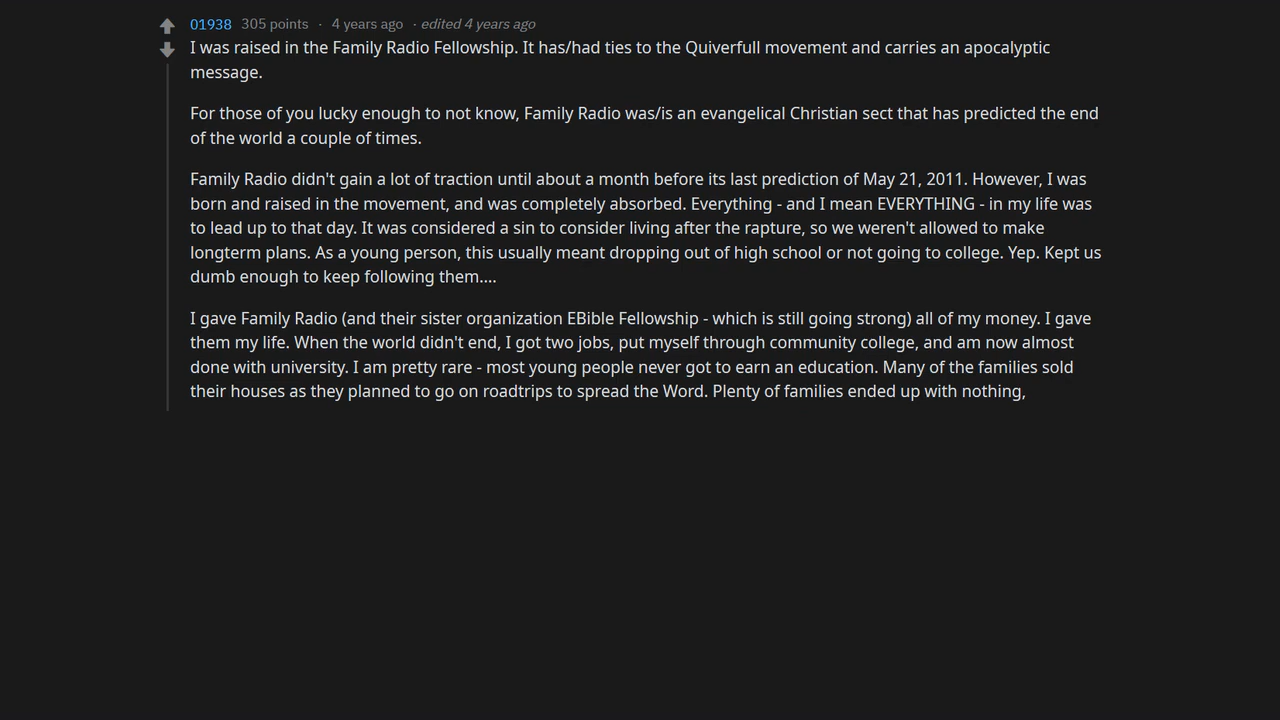 01938 305 points · 4 years ago · edited 4 years ago
I was raised in the Family Radio Fellowship. It has/had ties to the Quiverfull movement and carries an apocalyptic
message.
For those of you lucky enough to not know, Family Radio was/is an evangelical Christian sect that has predicted the end
of the world a couple of times.
Family Radio didn't gain a lot of traction until about a month before its last prediction of May 21, 2011. However, I was
born and raised in the movement, and was completely absorbed. Everything - and I mean EVERYTHING - in my life was
to lead up to that day. It was considered a sin to consider living after the rapture, so we weren't allowed to make
longterm plans. As a young person, this usually meant dropping out of high school or not going to college. Yep. Kept us
dumb enough to keep following them....
I gave Family Radio (and their sister organization EBible Fellowship - which is still going strong) all of my money. I gave
them my life. When the world didn't end, I got two jobs, put myself through community college, and am now almost
done with university. I am pretty rare - most young people never got to earn an education. Many of the families sold
their houses as they planned to go on roadtrips to spread the Word. Plenty of families ended up with nothing,